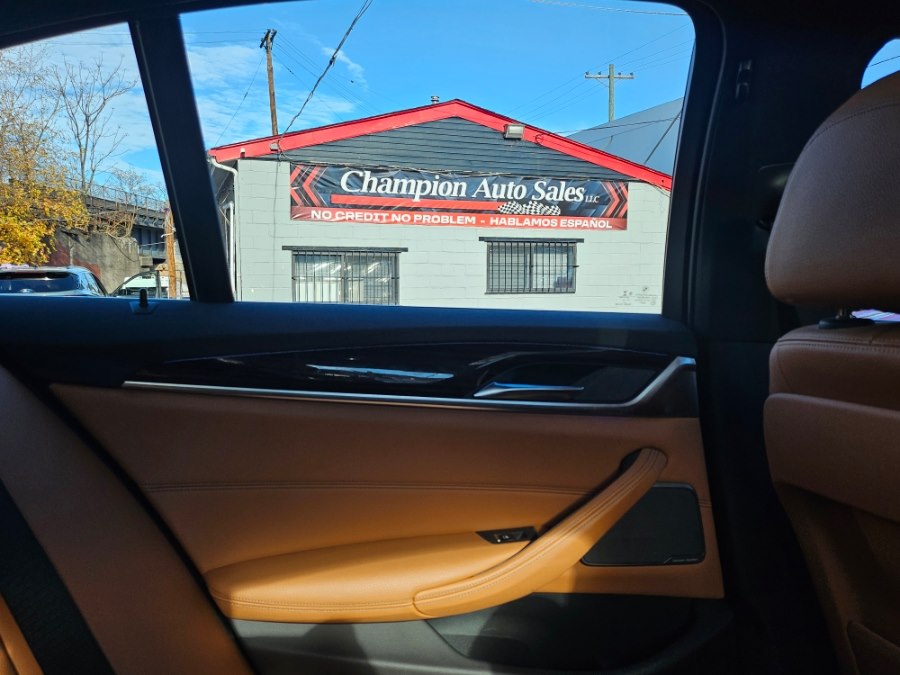 Champion Auto Sales LLC
NO CREDIT NO PROBLEM - HABLAMOS ESPAÑOL